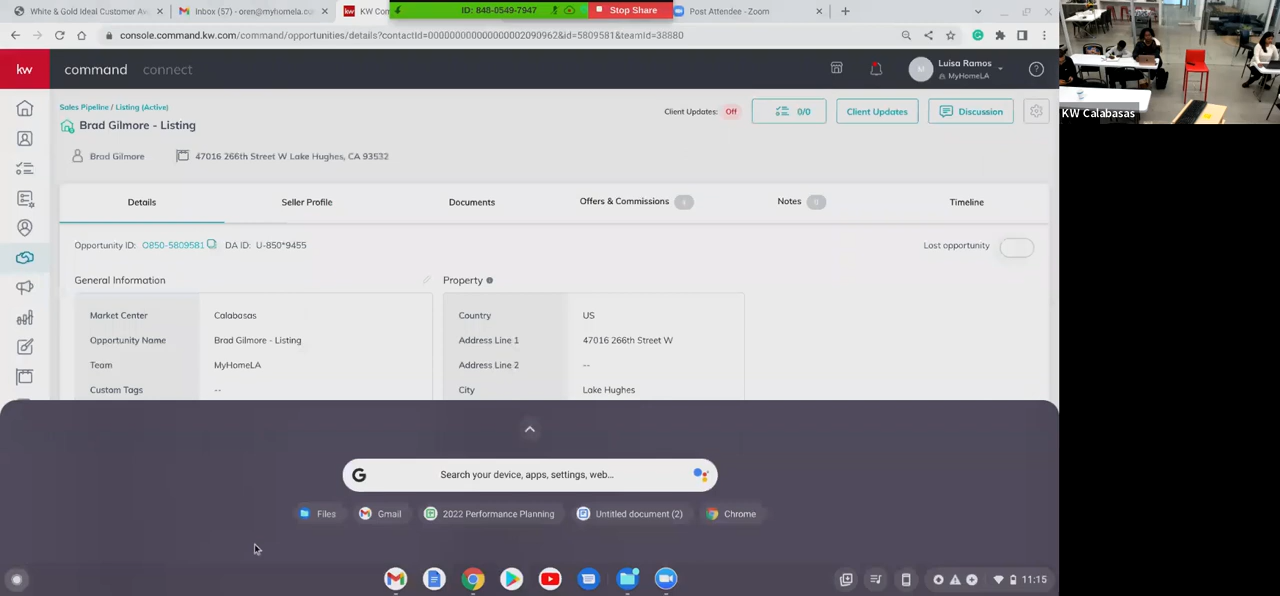 White & Gold Ideal Customer Av
Inbox (57) - oren@myhomela.c
KW Con
ID: 848-0549-7947
Stop Share
Post Attendee - Zoom
console.command.kw.com/command/opportunities/details?contactId=000000000000000002090962&id=5809581&teamId=38880
kw
command
connect
M
Luisa Ramos
MyHomeLA
KW Calabasas
Sales Pipeline / Listing (Active)
Brad Gilmore - Listing
Client Updates:
Off
0/0
Client Updates
Discussion
Brad Gilmore
47016 266th Street W Lake Hughes, CA 93532
Details
Seller Profile
Documents
Offers & Commissions
Notes
0
Timeline
Opportunity ID:
O850-5809581
DA ID:
U-850*9455
Lost opportunity
General Information
Property
Market Center
Calabasas
Country
US
Opportunity Name
Brad Gilmore - Listing
Address Line 1
47016 266th Street W
Team
MyHomeLA
Address Line 2
--
Custom Tags
--
City
Lake Hughes
G
Search your device, apps, settings, web...
Files
Gmail
2022 Performance Planning
Untitled document (2)
Chrome
11:15